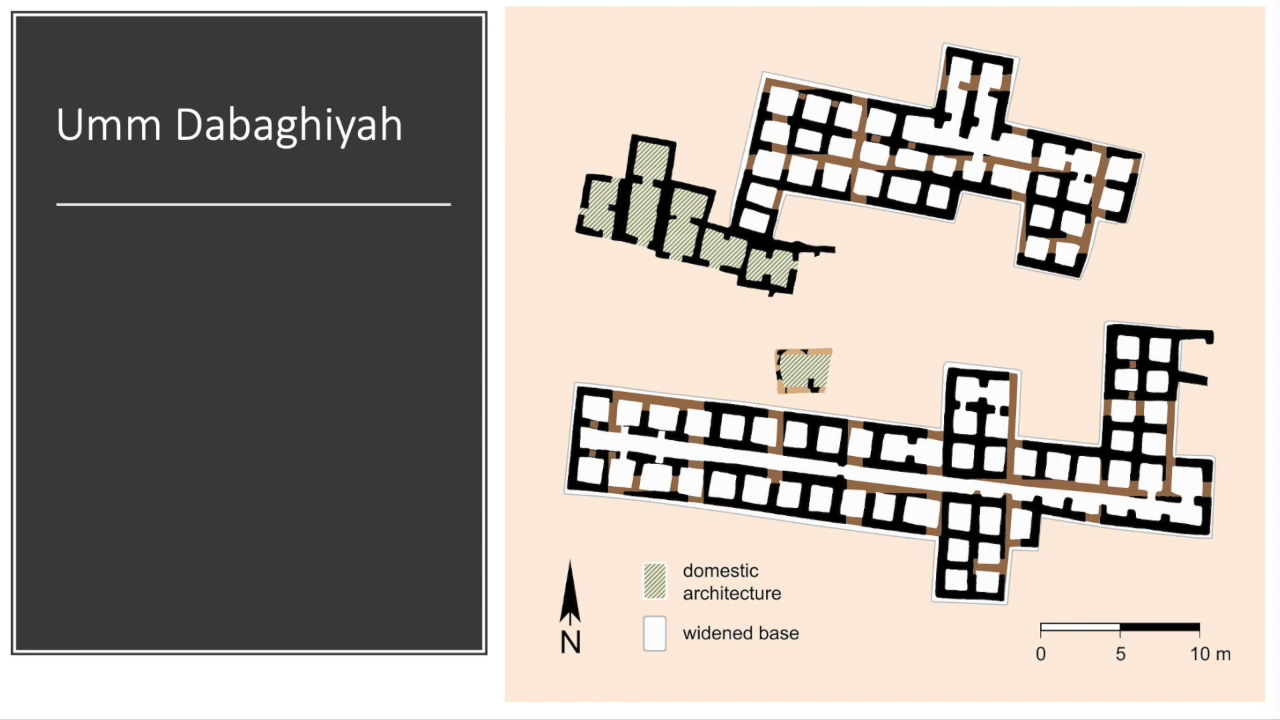 Umm Dabaghiyah
domestic
architecture
widened base
N
0 5 10 m